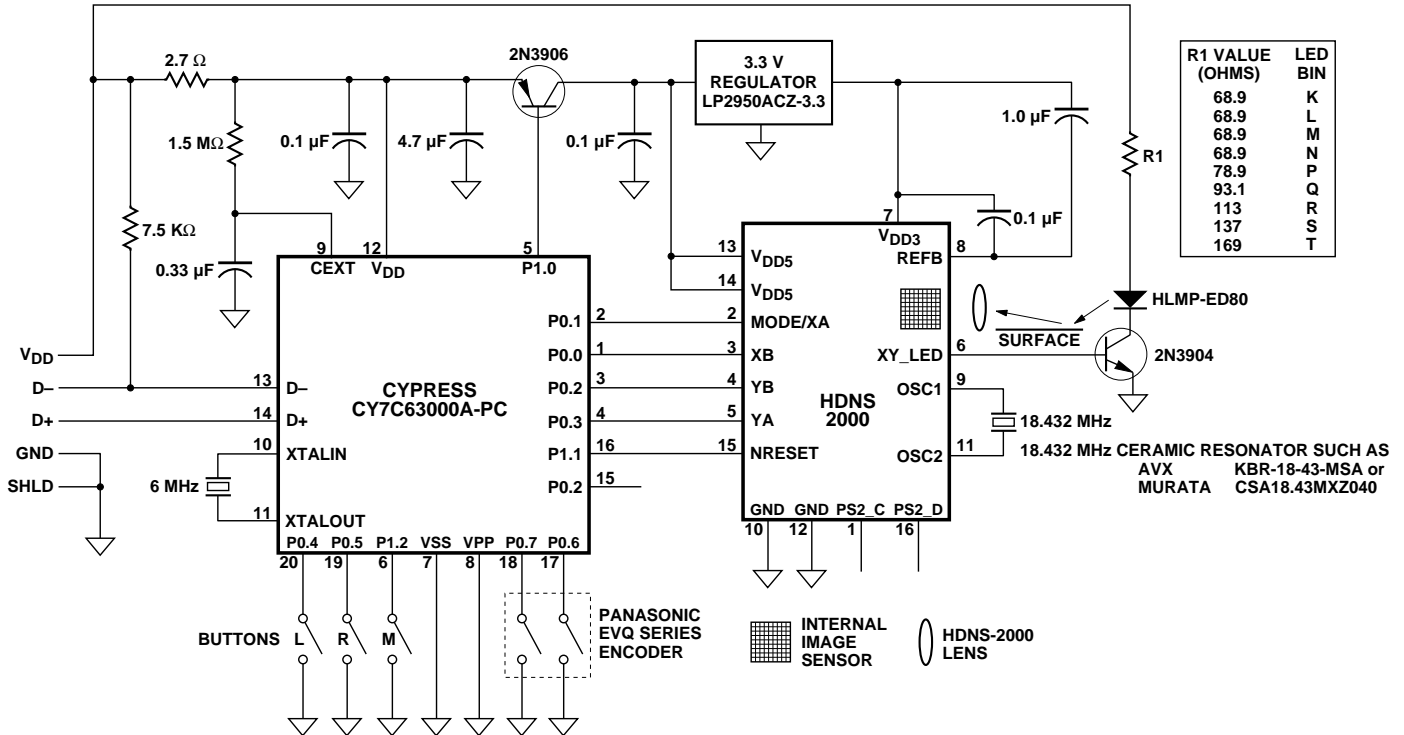 2N3906
R1 VALUE (OHMS)
LED BIN
68.9 K
68.9 L
68.9 M
68.9 N
78.9 P
93.1 Q
113 R
137 S
169 T
2.7 Ω
3.3 V
REGULATOR
LP2950ACZ-3.3
1.5 MΩ
0.1 µF
4.7 µF
0.1 µF
1.0 µF
R1
7.5 KΩ
0.33 µF
0.1 µF
9
12
5
CEXT
VDD
P1.0
7
VDD3
8
REFB
13
VDD5
14
VDD5
P0.1
2
2
MODE/XA
P0.0
1
3
XB
P0.2
3
4
YB
P0.3
4
5
YA
P1.1
16
15
NRESET
P0.2
15
HLMP-ED80
SURFACE
6
XY_LED
2N3904
9
OSC1
11
OSC2
HDNS
2000
18.432 MHz
18.432 MHz CERAMIC RESONATOR SUCH AS
AVX KBR-18-43-MSA or
MURATA CSA18.43MXZ040
VDD
D–
13
D–
D+
14
D+
GND
SHLD
CYPRESS
CY7C63000A-PC
10
XTALIN
6 MHz
11
XTALOUT
GND GND PS2_C PS2_D
10 12 1 16
P0.4 P0.5 P1.2 VSS VPP P0.7 P0.6
20 19 6 7 8 18 17
BUTTONS L R M
PANASONIC
EVQ SERIES
ENCODER
INTERNAL
IMAGE
SENSOR
HDNS-2000
LENS